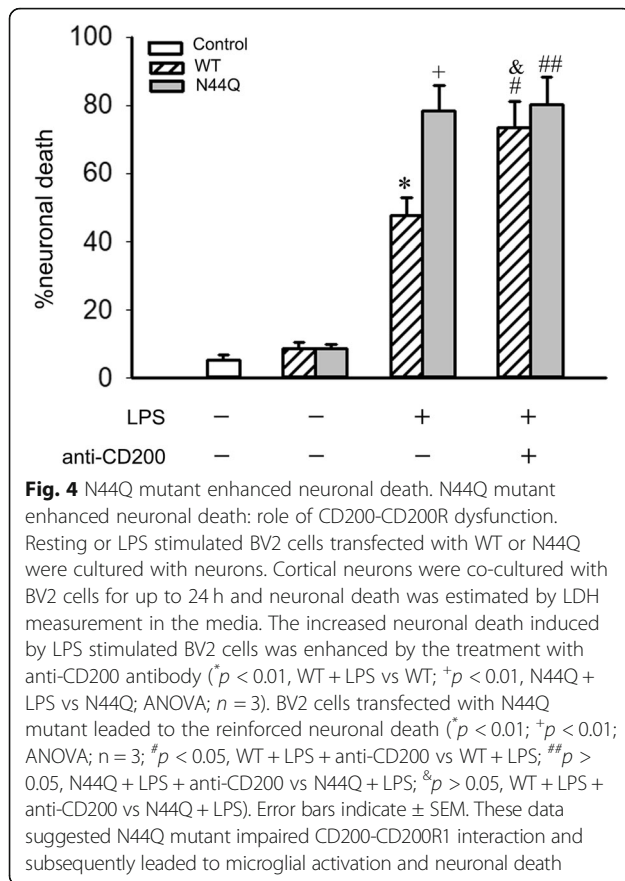 100
80
60
40
20
0
%neuronal death
Control
WT
N44Q
*
+
&
#
##
LPS − − + +
anti-CD200 − − − +
Fig. 4 N44Q mutant enhanced neuronal death. N44Q mutant
enhanced neuronal death: role of CD200-CD200R dysfunction.
Resting or LPS stimulated BV2 cells transfected with WT or N44Q
were cultured with neurons. Cortical neurons were co-cultured with
BV2 cells for up to 24 h and neuronal death was estimated by LDH
measurement in the media. The increased neuronal death induced
by LPS stimulated BV2 cells was enhanced by the treatment with
anti-CD200 antibody (*p < 0.01, WT + LPS vs WT; +p < 0.01, N44Q +
LPS vs N44Q; ANOVA; n = 3). BV2 cells transfected with N44Q
mutant leaded to the reinforced neuronal death (*p < 0.01; +p < 0.01;
ANOVA; n = 3; #p < 0.05, WT + LPS + anti-CD200 vs WT + LPS; ##p >
0.05, N44Q + LPS + anti-CD200 vs N44Q + LPS; &p > 0.05, WT + LPS +
anti-CD200 vs N44Q + LPS). Error bars indicate ± SEM. These data
suggested N44Q mutant impaired CD200-CD200R1 interaction and
subsequently leaded to microglial activation and neuronal death